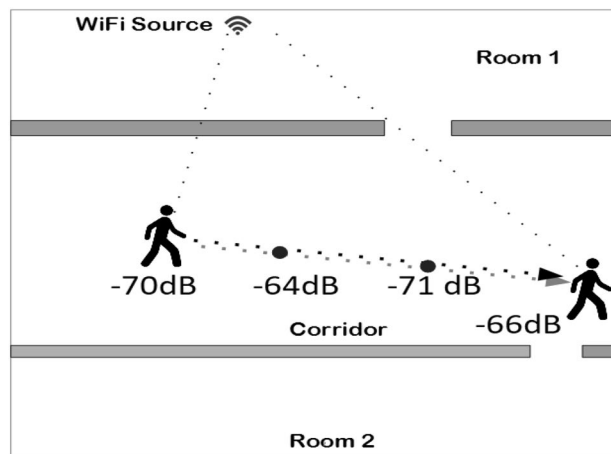 WiFi Source
Room 1
-70dB
-64dB
-71 dB
-66dB
Corridor
Room 2